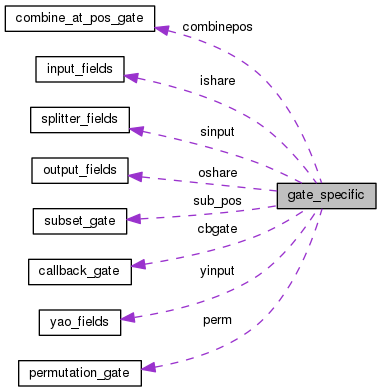 combine_at_pos_gate
combinepos
input_fields
ishare
splitter_fields
sinput
output_fields
oshare
gate_specific
sub_pos
subset_gate
cbgate
callback_gate
yinput
yao_fields
perm
permutation_gate